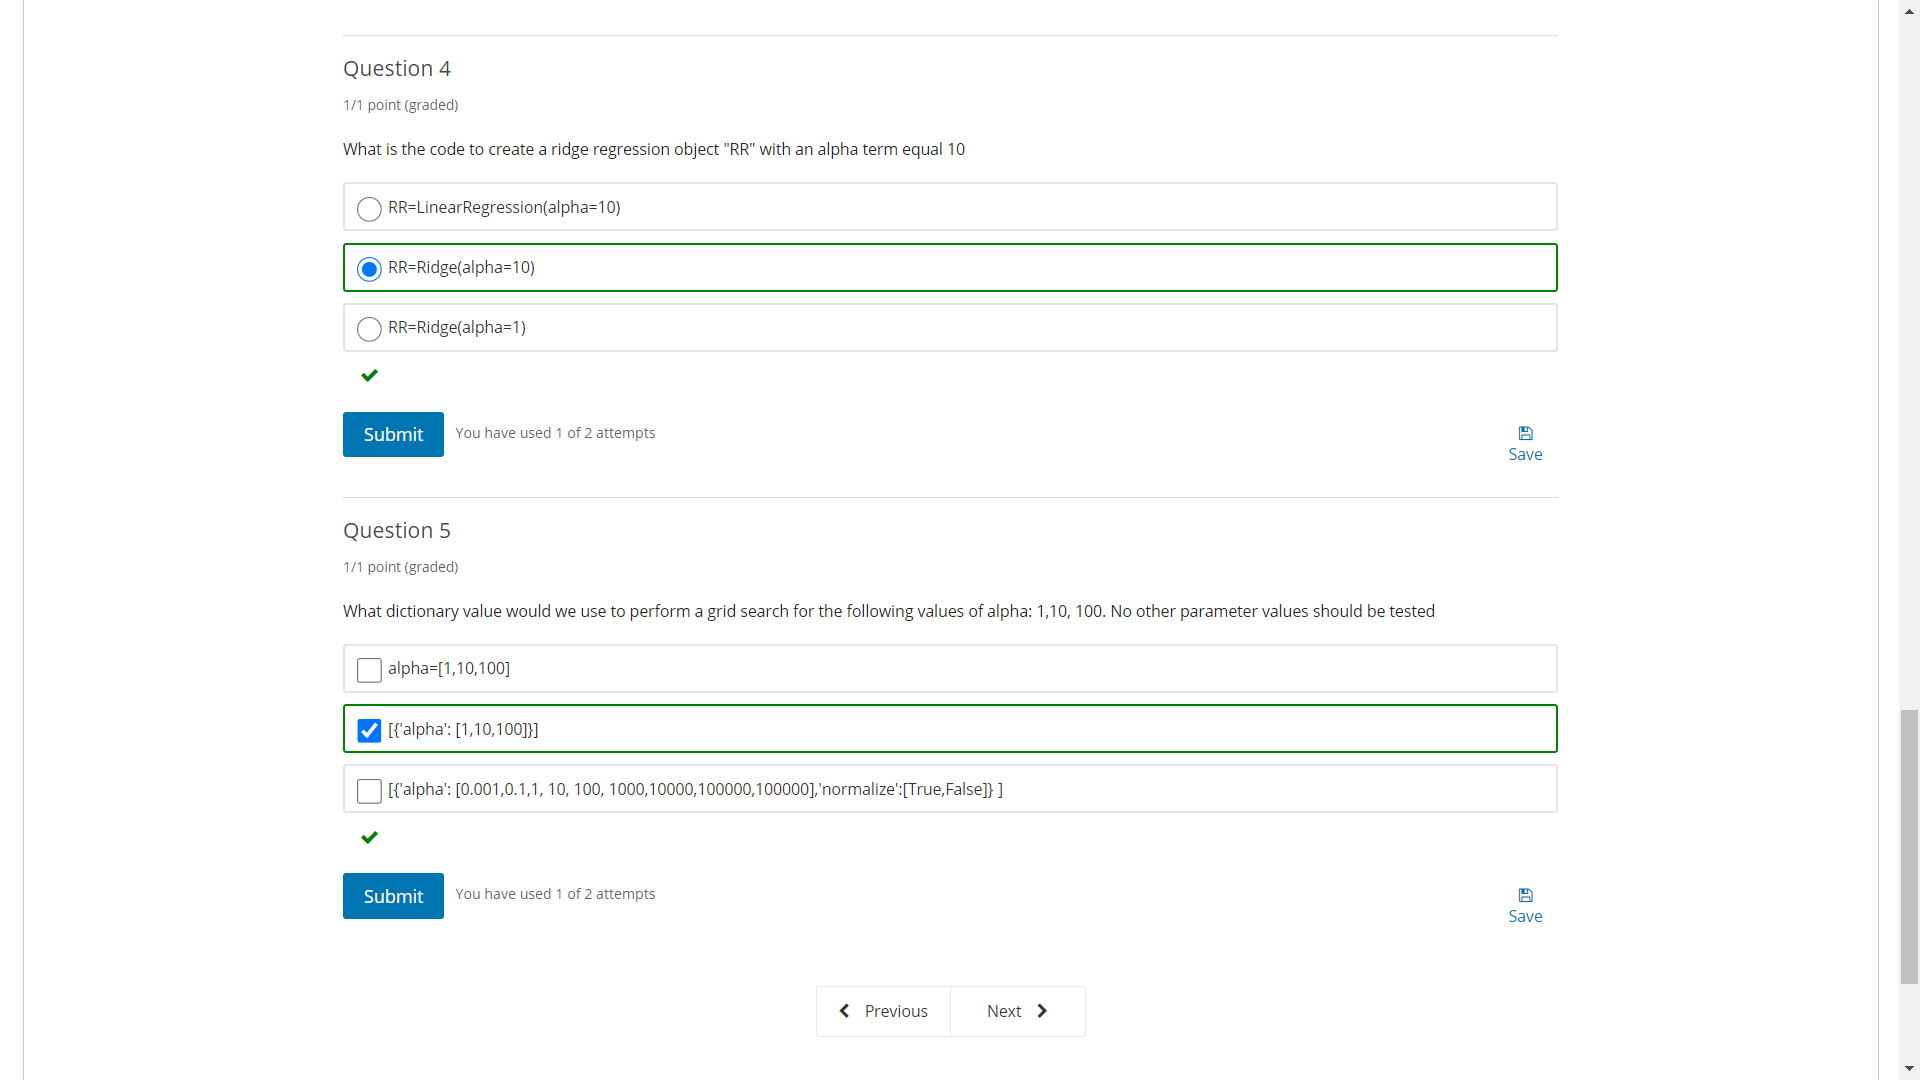 Question 4
1/1 point (graded)
What is the code to create a ridge regression object "RR" with an alpha term equal 10
RR=LinearRegression(alpha=10)
RR=Ridge(alpha=10)
RR=Ridge(alpha=1)
Submit
You have used 1 of 2 attempts
Save
Question 5
1/1 point (graded)
What dictionary value would we use to perform a grid search for the following values of alpha: 1,10, 100. No other parameter values should be tested
alpha=[1,10,100]
[{'alpha': [1,10,100]}]
[{'alpha': [0.001,0.1,1, 10, 100, 1000,10000,100000,100000],'normalize':[True,False]} ]
Submit
You have used 1 of 2 attempts
Save
Previous
Next